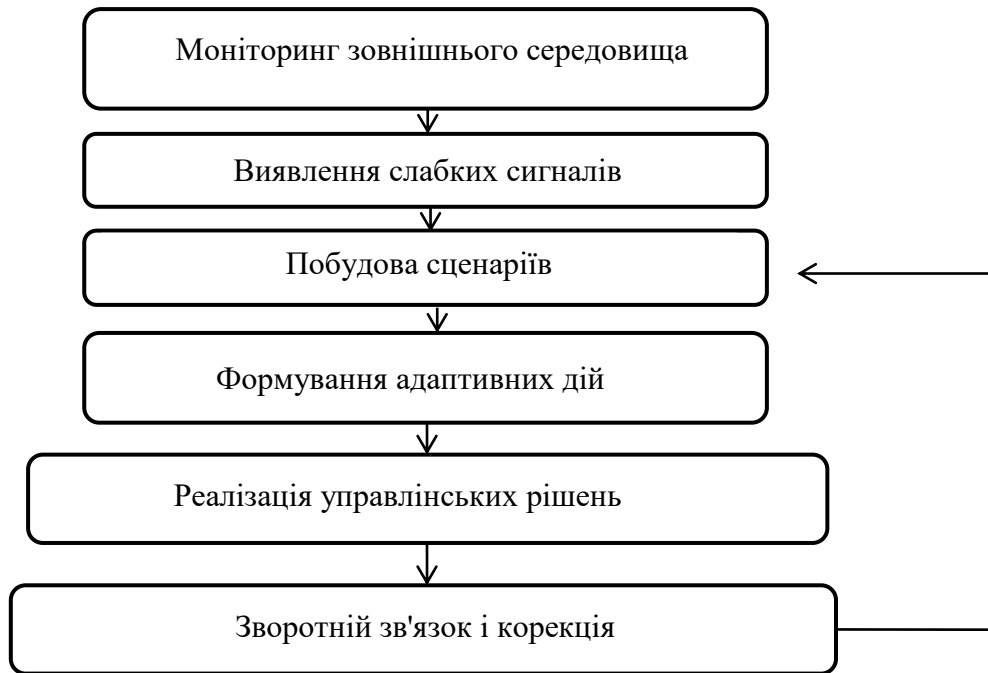 Моніторинг зовнішнього середовища
Виявлення слабких сигналів
Побудова сценаріїв
Формування адаптивних дій
Реалізація управлінських рішень
Зворотній зв'язок і корекція